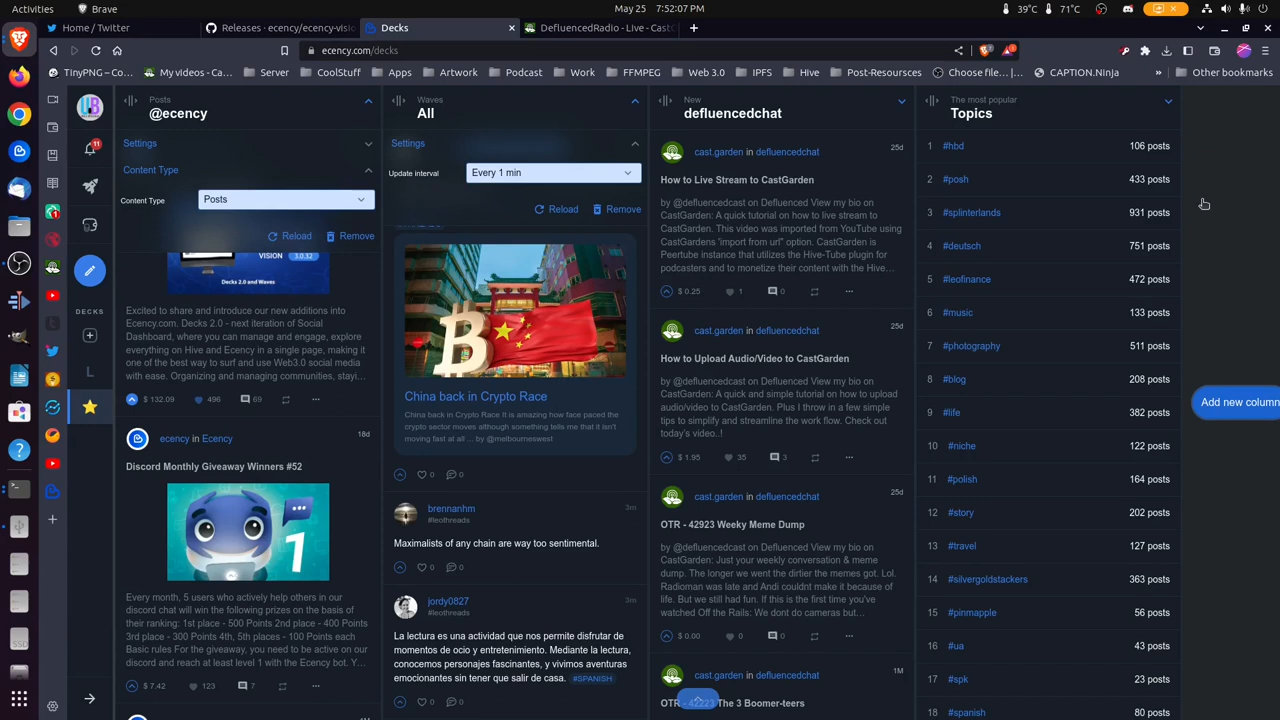 Activities
Brave
May 25 5:52:07 PM
39°C
71°C
Home / Twitter
Releases · ecency/ecency-visi
Decks
DefluencedRadio - Live - CastG
ecency.com/decks
TInyPNG – Co...
My videos - Ca...
Server
CoolStuff
Apps
Artwork
Podcast
Work
FFMPEG
Web 3.0
IPFS
Hive
Post-Resoursces
Choose file...|...
CAPTION.NInja
Other bookmarks
11
DECKS
L
Posts
@ecency
Settings
Content Type
Content Type
Posts
Reload
Remove
VISION
3.0.32
Decks 2.0 and Waves
Excited to share and introduce our new additions into
Ecency.com. Decks 2.0 - next iteration of Social
Dashboard, where you can manage and engage, explore
everything on Hive and Ecency in a single page, making it
one of the best way to surf and use Web3.0 social media
with ease. Organizing and managing communities, stayi...
$ 132.09
496
69
ecency in Ecency
18d
Discord Monthly Giveaway Winners #52
1
Every month, 5 users who actively help others in our
discord chat will win the following prizes on the basis of
their ranking: 1st place - 500 Points 2nd place - 400 Points
3rd place - 300 Points 4th, 5th places - 100 Points each
Basic rules For the giveaway, you need to be active on our
discord and reach at least level 1 with the Ecency bot. Y...
$ 7.42
123
7
Waves
All
Settings
Update interval
Every 1 min
Reload
Remove
China back in Crypto Race
China back in Crypto Race It is amazing how face paced the
crypto sector moves although something tells me that it isn't
moving fast at all ... by @melbourneswest
0
0
brennanhm
#leothreads
3m
Maximalists of any chain are way too sentimental.
0
0
jordy0827
#leothreads
3m
La lectura es una actividad que nos permite disfrutar de
momentos de ocio y entretenimiento. Mediante la lectura,
conocemos personajes fascinantes, y vivimos aventuras
emocionantes sin tener que salir de casa. #SPANISH
0
0
New
defluencedchat
cast.garden in defluencedchat
25d
How to Live Stream to CastGarden
by @defluencedcast on Defluenced View my bio on
CastGarden: A quick tutorial on how to live stream to
CastGarden. This video was imported from YouTube using
CastGardens 'import from url" option. CastGarden is
Peertube instance that utilizes the Hive-Tube plugin for
podcasters and to monetize their content with the Hive...
$ 0.25
1
0
cast.garden in defluencedchat
25d
How to Upload Audio/Video to CastGarden
by @defluencedcast on Defluenced View my bio on
CastGarden: A quick and simple tutorial on how to upload
audio/video to CastGarden. Plus I throw in a few simple
tips to simplify and streamline the work flow. Check out
today's video..!
$ 1.95
35
3
cast.garden in defluencedchat
25d
OTR - 42923 Weeky Meme Dump
by @defluencedcast on Defluenced View my bio on
CastGarden: Just your weekly conversation & meme
dump. The longer we went the dirtier the memes got. Lol.
Radioman was late and Andi couldnt make it because of
life. But we still had fun. If this is the first time you've
watched Off the Rails: We dont do cameras but...
$ 0.00
0
0
cast.garden in defluencedchat
1M
OTR - 42223 The 3 Boomer-teers
The most popular
Topics
1 #hbd 106 posts
2 #posh 433 posts
3 #splinterlands 931 posts
4 #deutsch 751 posts
5 #leofinance 472 posts
6 #music 133 posts
7 #photography 511 posts
8 #blog 208 posts
9 #life 382 posts
10 #niche 122 posts
11 #polish 164 posts
12 #story 202 posts
13 #travel 127 posts
14 #silvergoldstackers 363 posts
15 #pinmapple 56 posts
16 #ua 43 posts
17 #spk 23 posts
18 #spanish 80 posts
Add new column